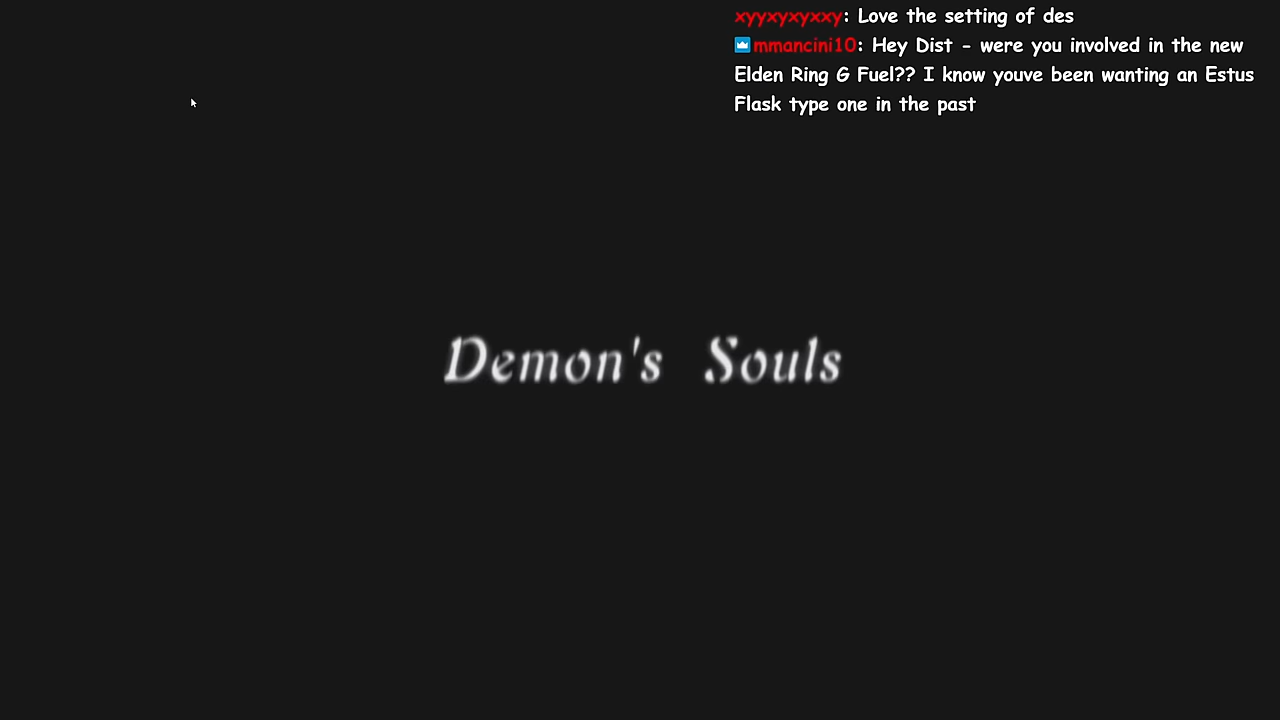 xyyxyxyxxy: Love the setting of des
mmancini10: Hey Dist - were you involved in the new
Elden Ring G Fuel?? I know youve been wanting an Estus
Flask type one in the past
Demon's Souls